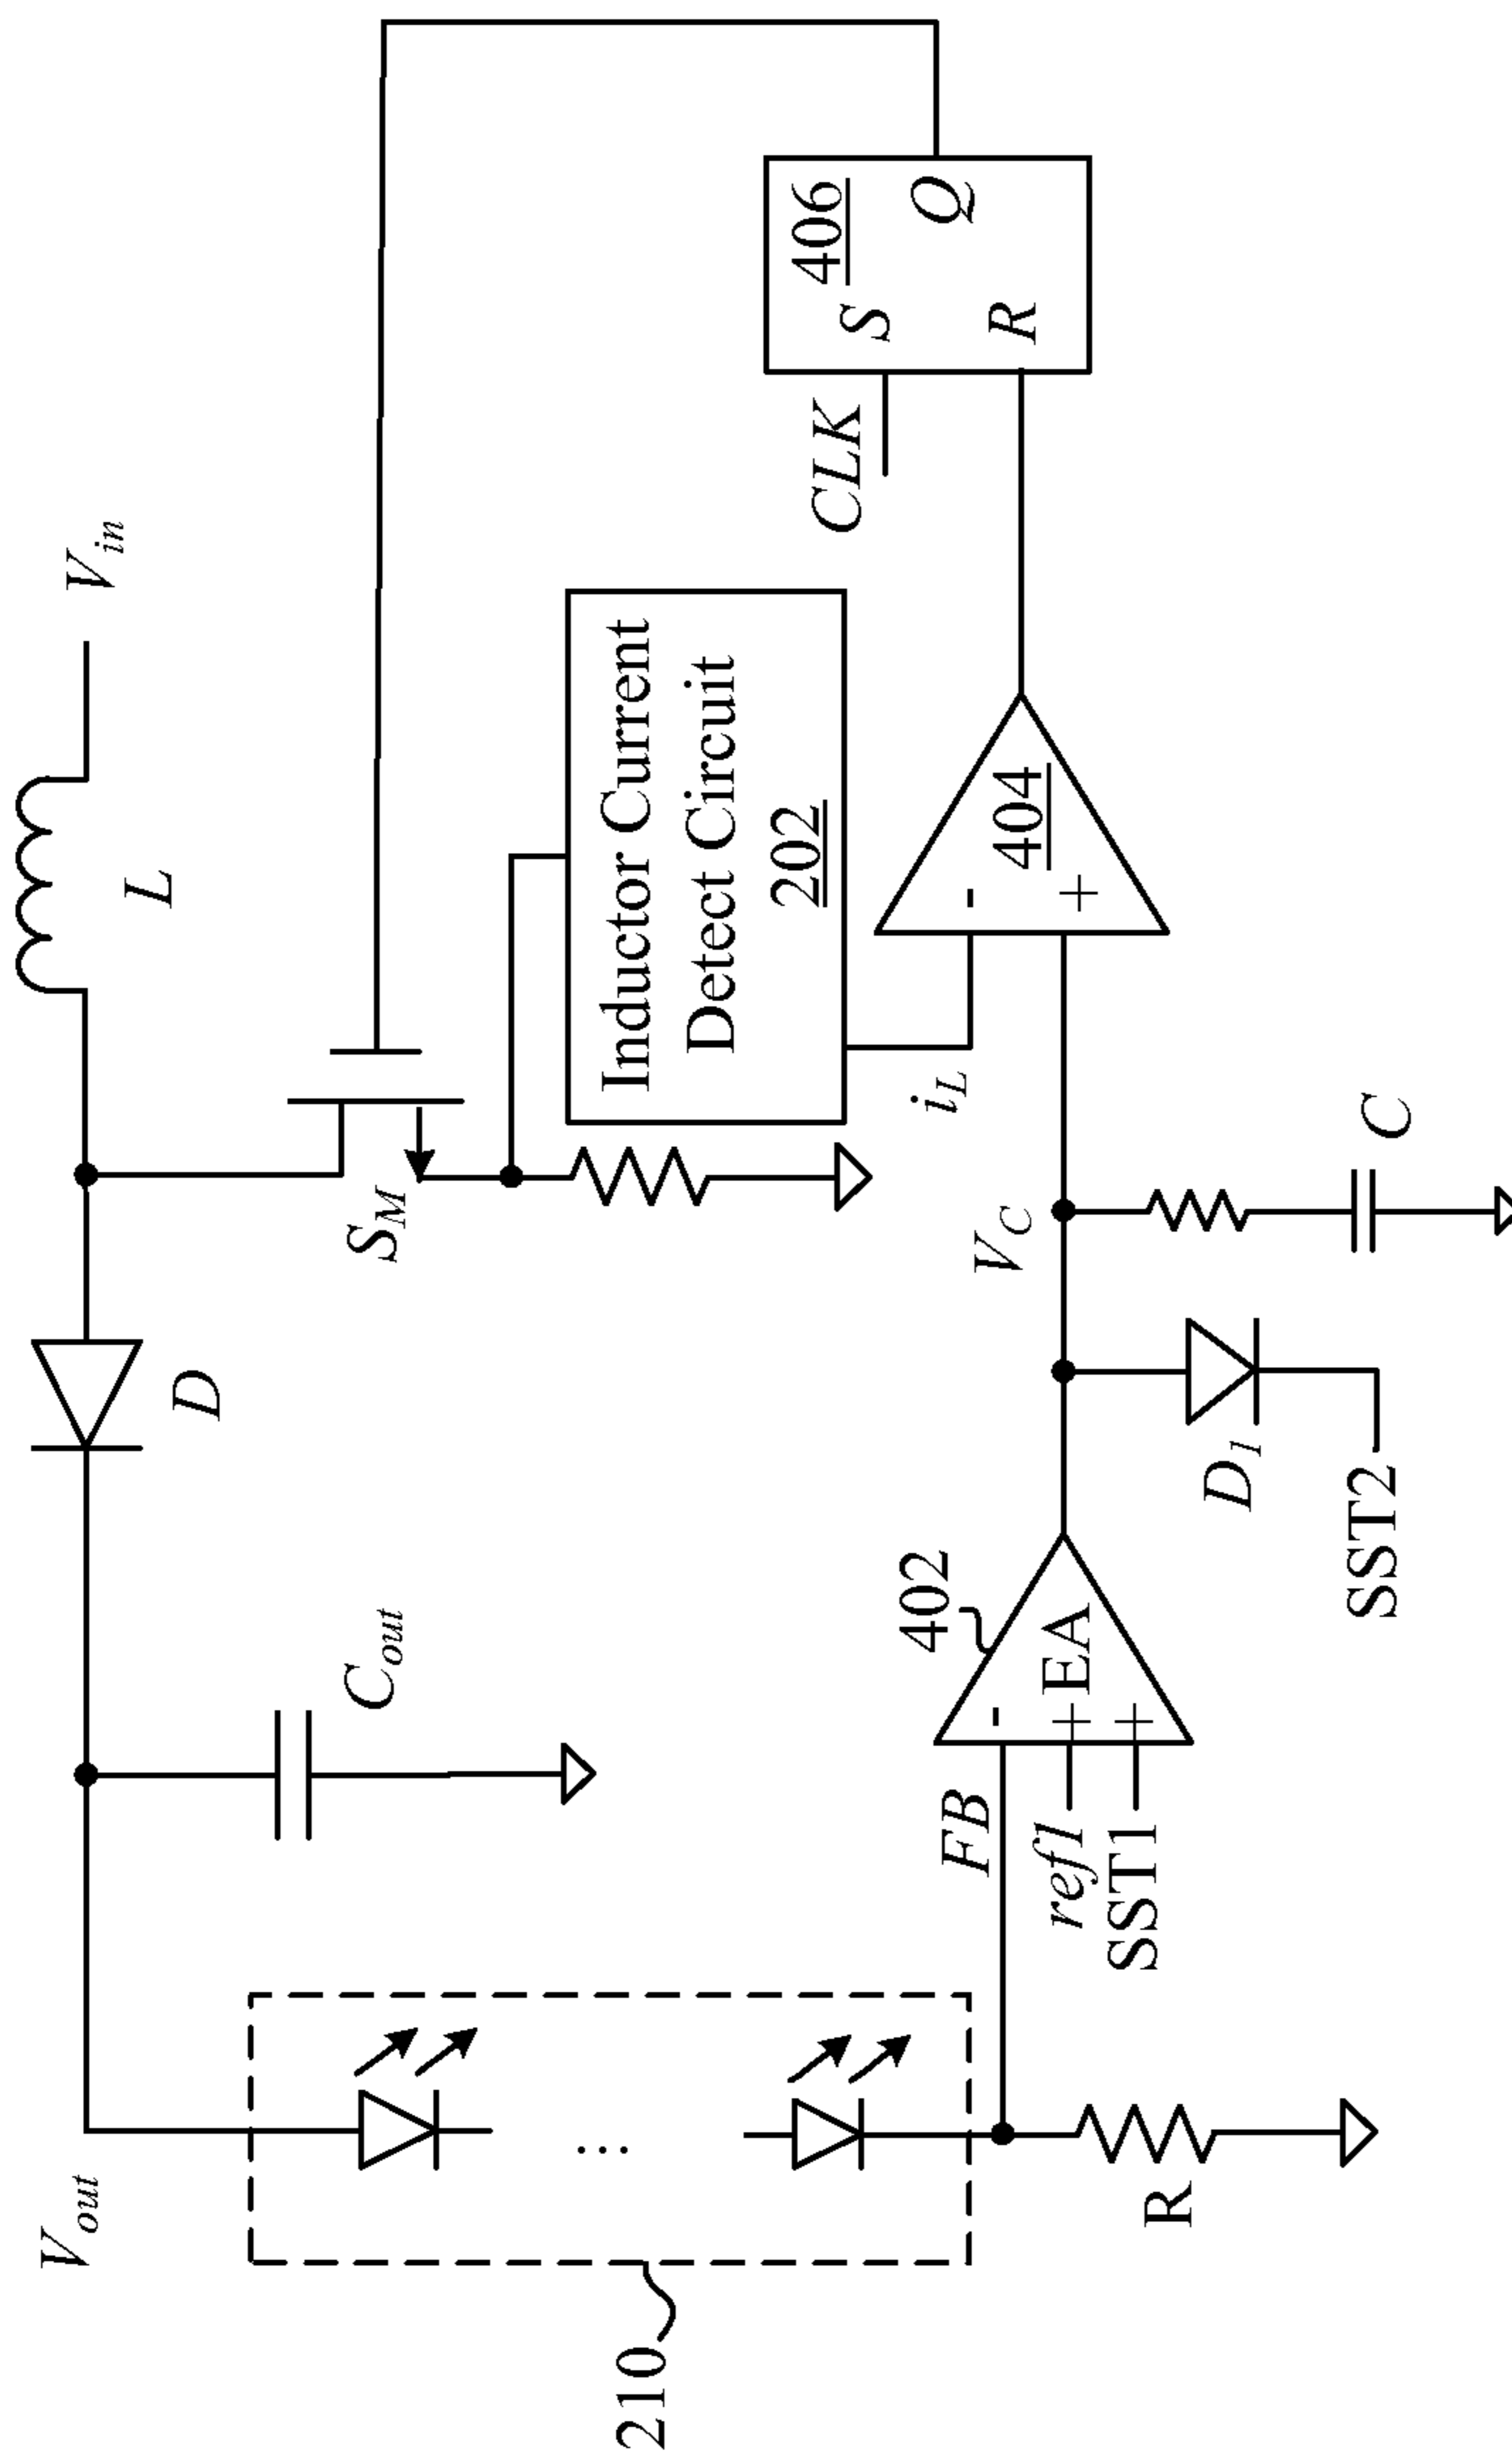 V_out
210
R
C_out
D
L
V_in
S_M
Inductor Current
Detect Circuit
202
i_L
FB
ref1
SST1
-
+
+
EA
402
D_1
SST2
V_C
C
-
+
404
CLK
S
406
R
Q
...